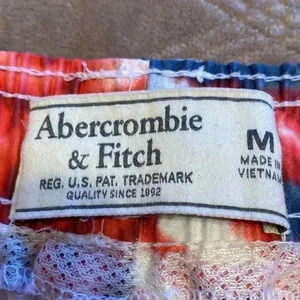 Abercrombie
& Fitch
REG. U.S. PAT. TRADEMARK
QUALITY SINCE 1892
M
MADE IN
VIETNAM